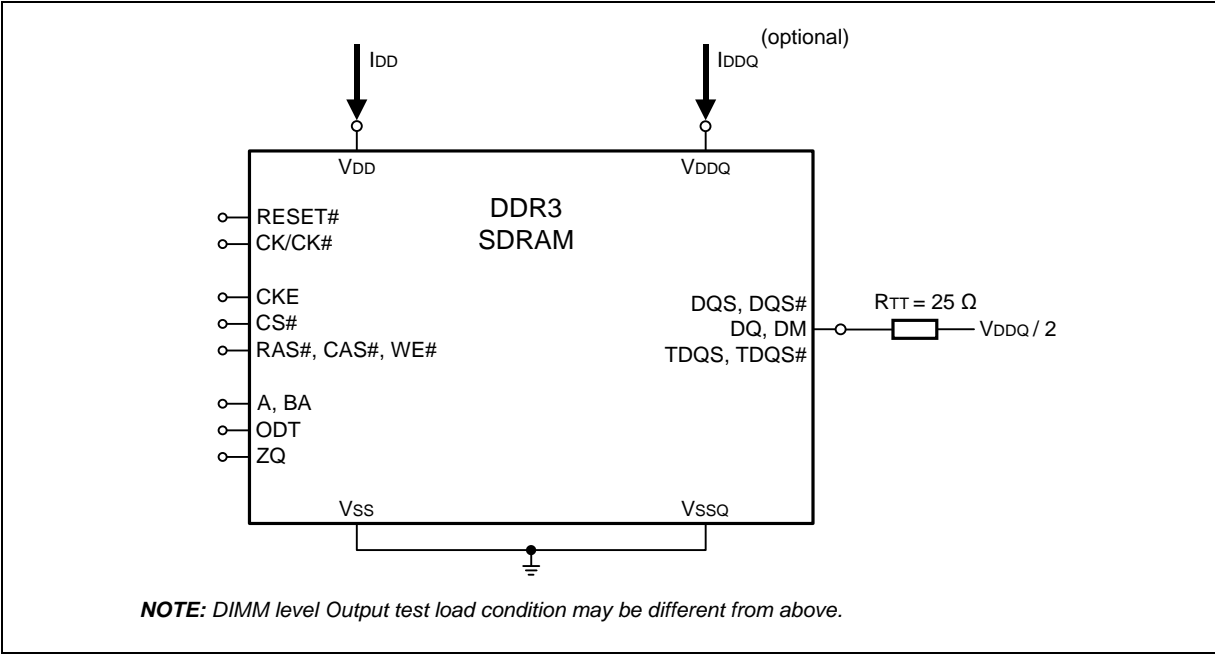 (optional)
IDD
IDDQ
VDD
VDDQ
DDR3
SDRAM
RESET#
CK/CK#
CKE
CS#
RAS#, CAS#, WE#
A, BA
ODT
ZQ
DQS, DQS#
DQ, DM
TDQS, TDQS#
RTT = 25 Ω
VDDQ / 2
VSS
VSSQ
NOTE: DIMM level Output test load condition may be different from above.